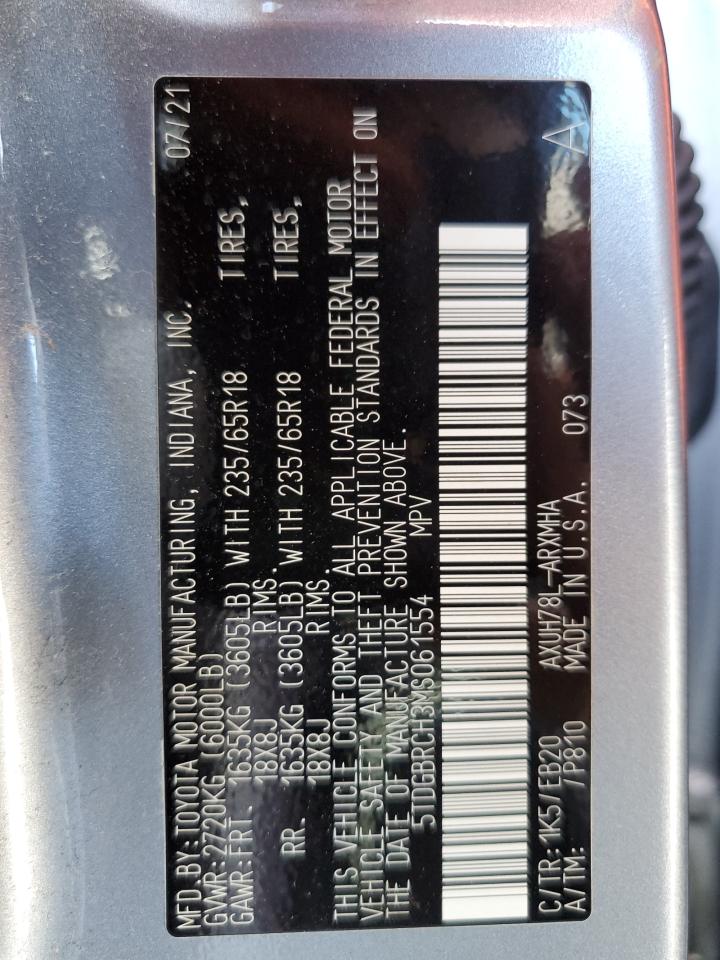 MFD.BY:TOYOTA MOTOR MANUFACTURING, INDIANA, INC. 07/21
GVWR:2720KG (6000LB)
GAWR:FRT. 1635KG (3605LB) WITH 235/65R18 TIRES,
18X8J RIMS.
RR. 1635KG (3605LB) WITH 235/65R18 TIRES,
18X8J RIMS.
THIS VEHICLE CONFORMS TO ALL APPLICABLE FEDERAL MOTOR
VEHICLE SAFETY AND THEFT PREVENTION STANDARDS IN EFFECT ON
THE DATE OF MANUFACTURE SHOWN ABOVE.
5TDGBRCH3MS061554 MPV
C/TR:1K5/EB20 AXUH78L-ARXMHA A
A/TM: /P810 MADE IN U.S.A. 073